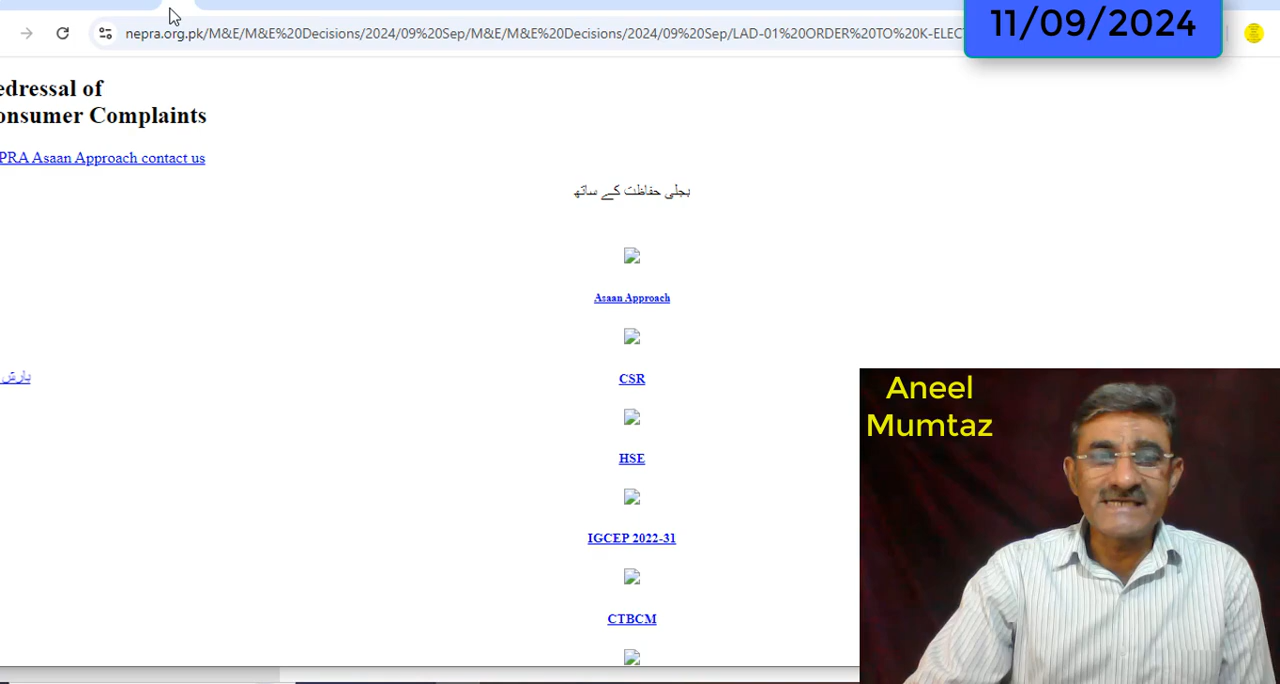 11/09/2024
nepra.org.pk/M&E/M&E%20Decisions/2024/09%20Sep/M&E/M&E%20Decisions/2024/09%20Sep/LAD-01%20ORDER%20TO%20K-ELEC
edressal of
onsumer Complaints
PRA Asaan Approach contact us
بجلی حفاظت کے ساتھ
Asaan Approach
CSR
بارش
HSE
IGCEP 2022-31
CTBCM
Aneel
Mumtaz